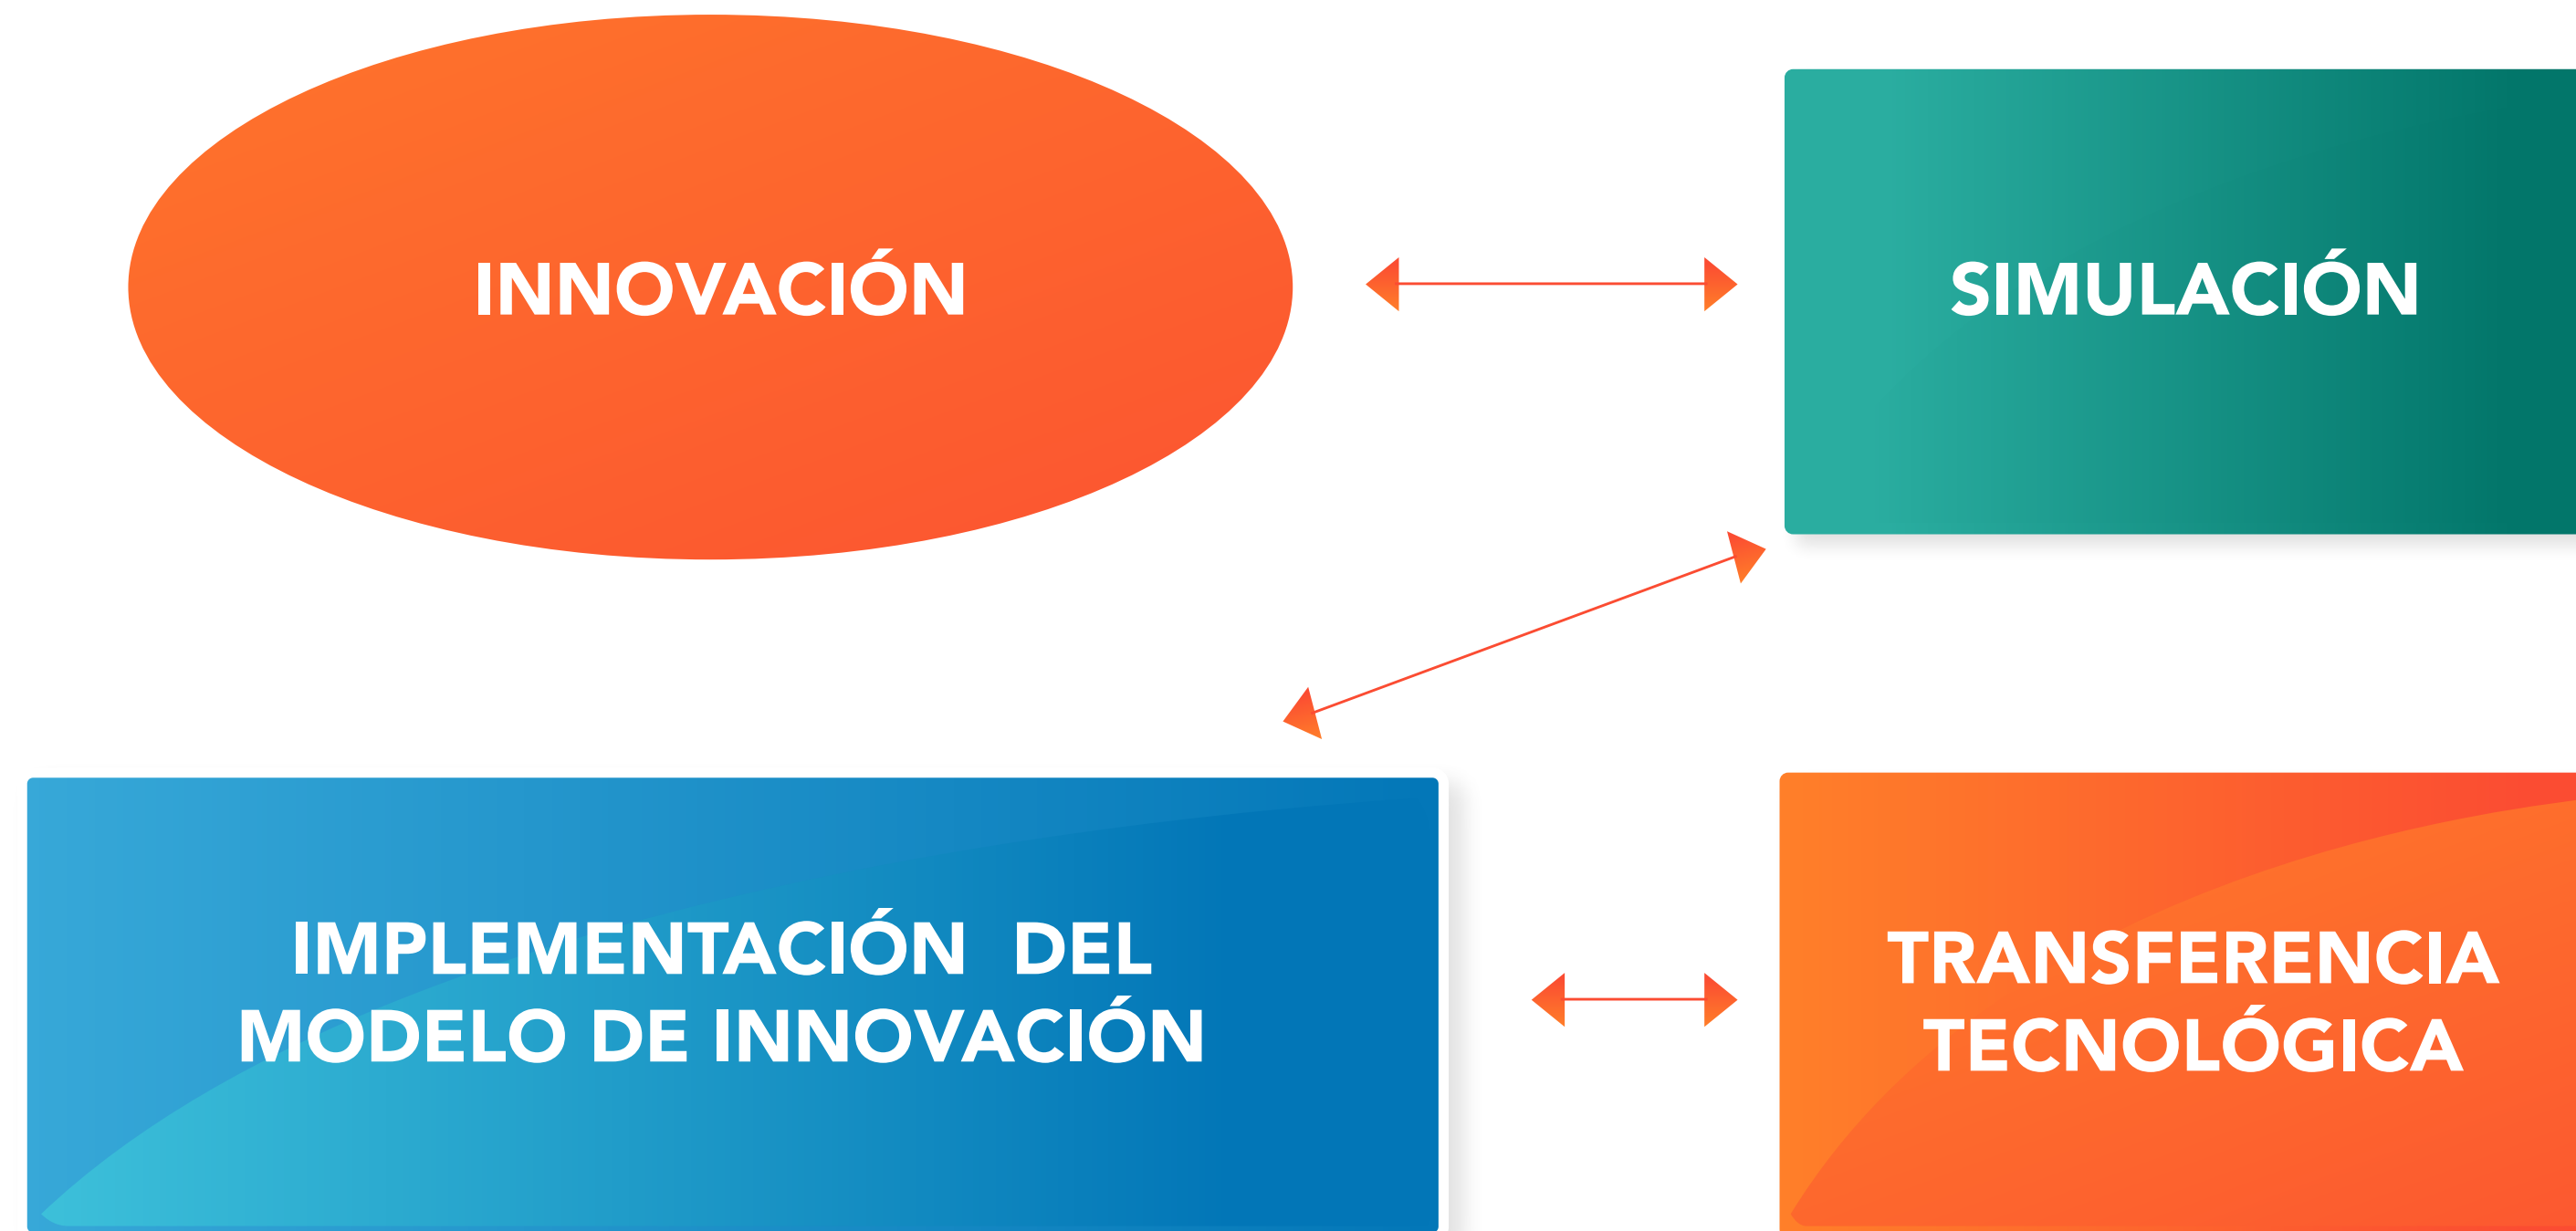 INNOVACIÓN
SIMULACIÓN
IMPLEMENTACIÓN DEL
MODELO DE INNOVACIÓN
TRANSFERENCIA
TECNOLÓGICA